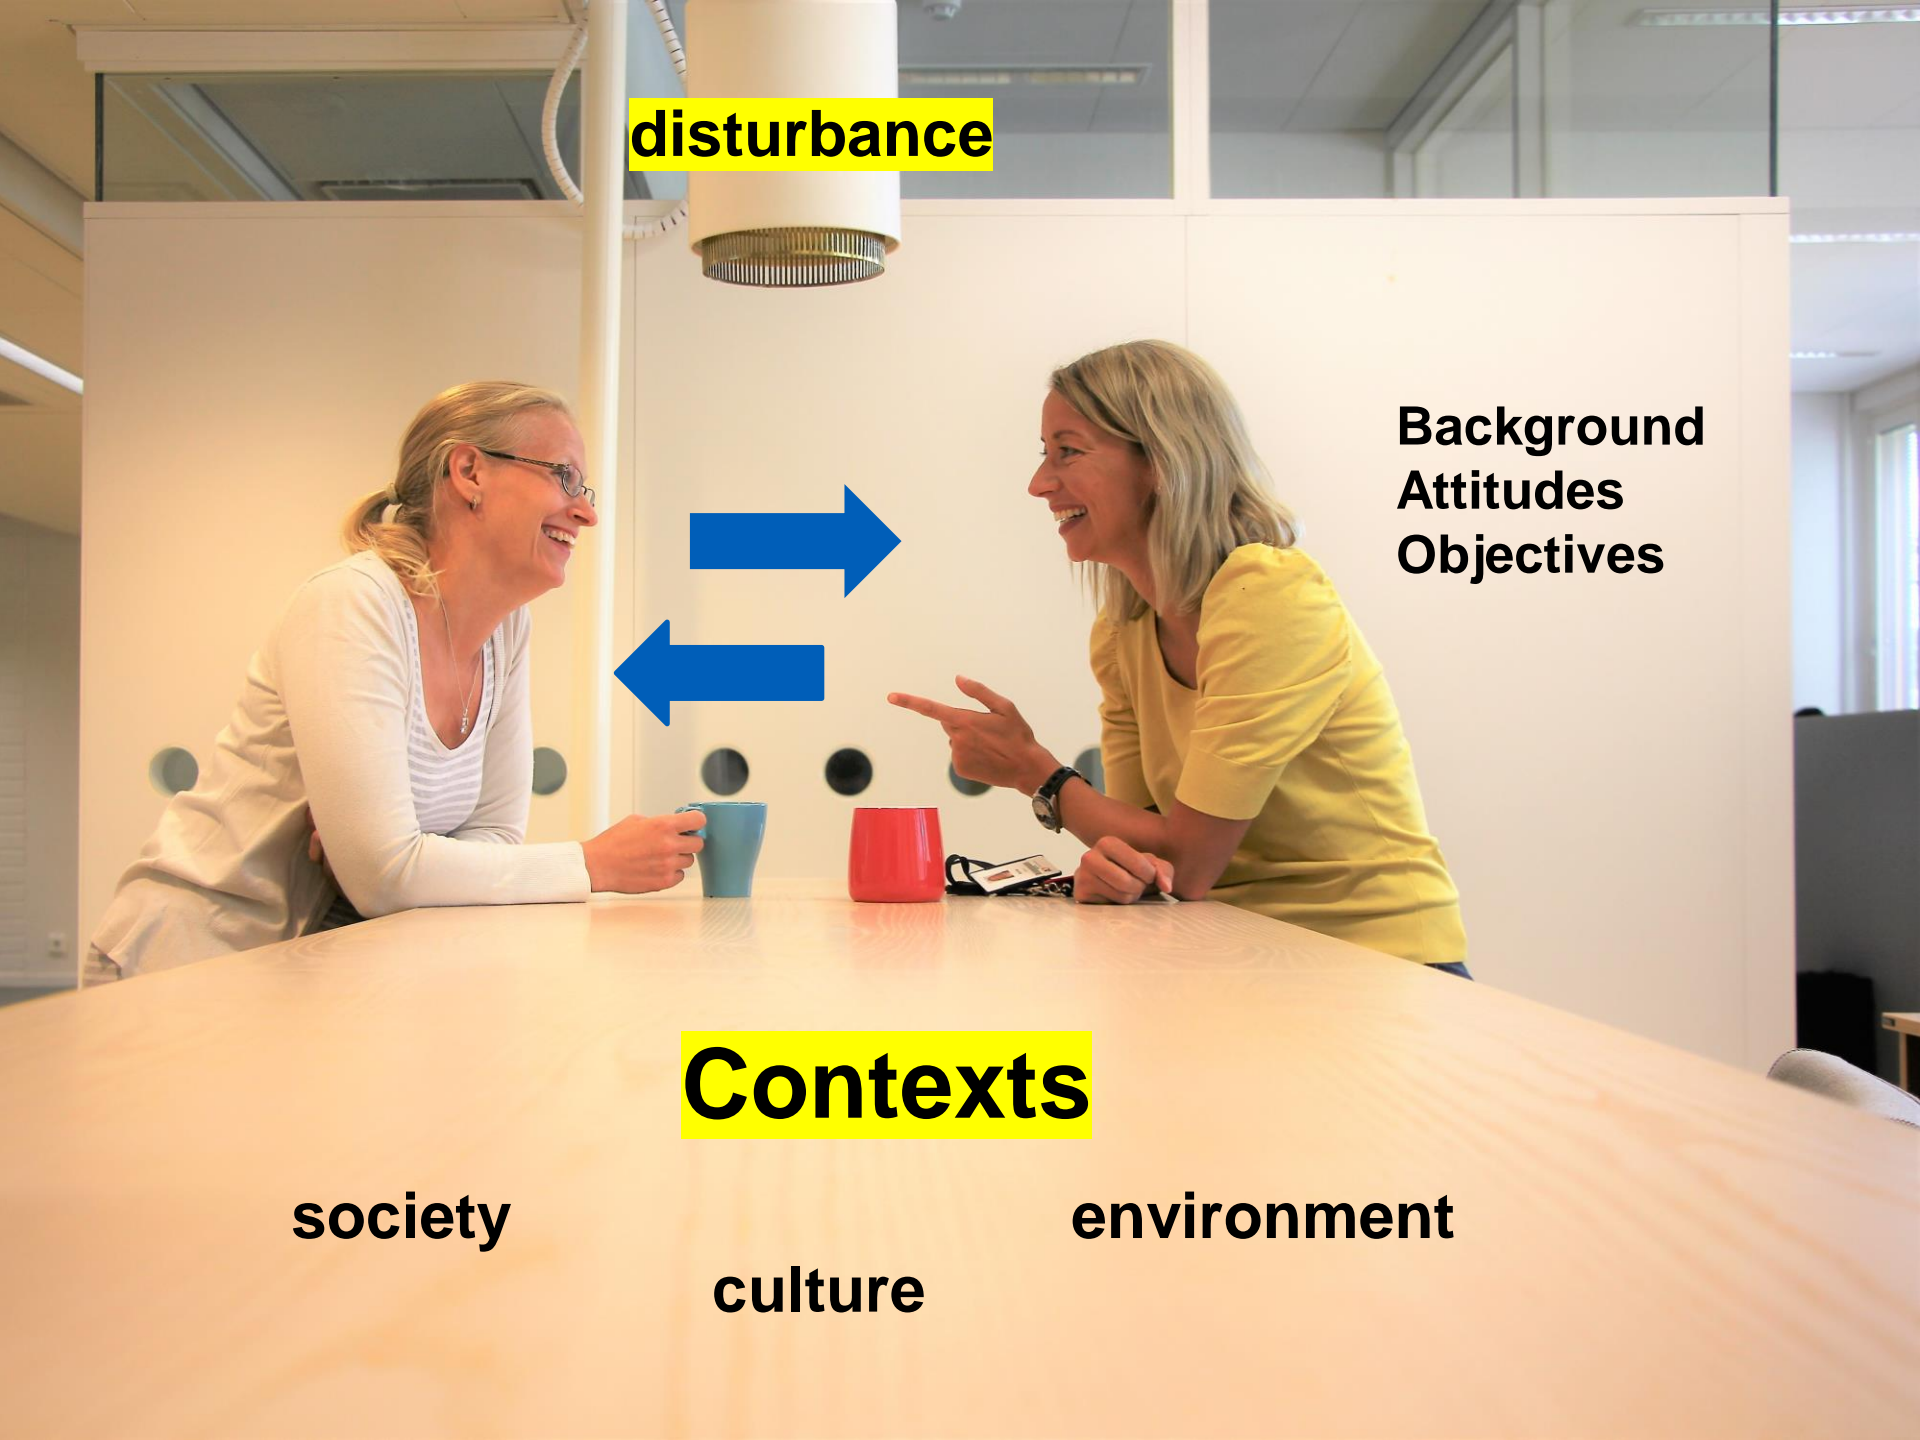 disturbance
Background
Attitudes
Objectives
Contexts
society
environment
culture